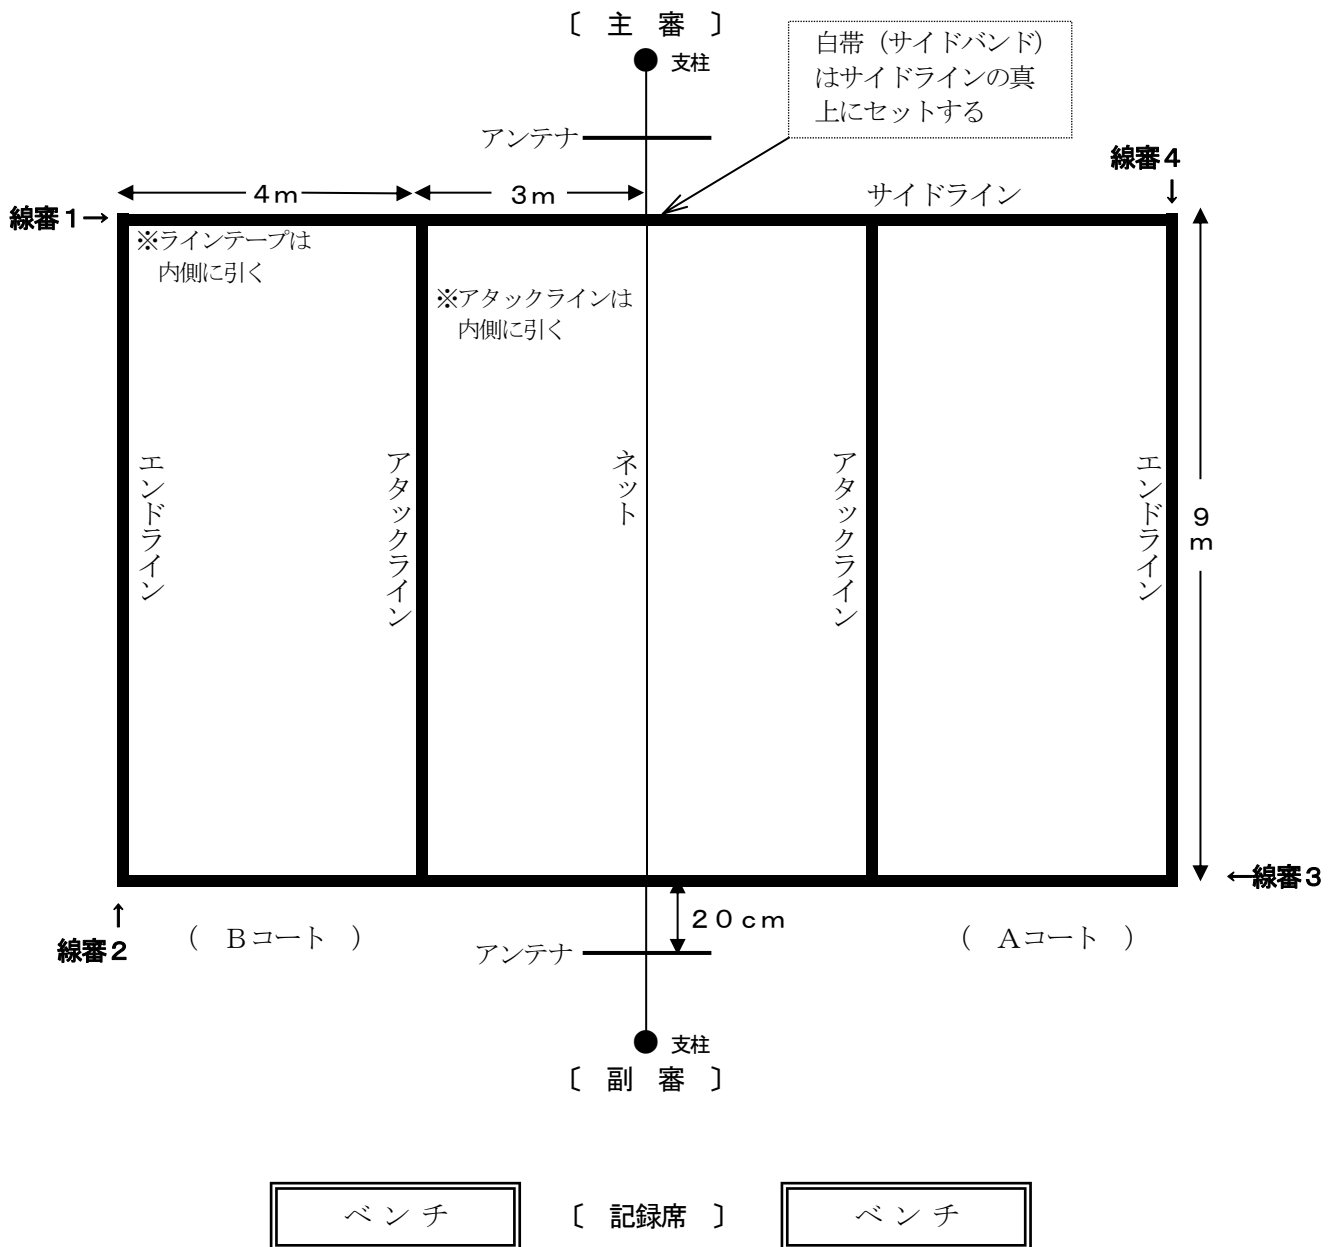 〔 主 審 〕
支柱
白帯（サイドバンド）
はサイドラインの真
上にセットする
アンテナ
線審4
↓
4m
3m
サイドライン
線審1→
※ラインテープは
内側に引く
※アタックラインは
内側に引く
エンドライン
アタックライン
ネット
アタックライン
エンドライン
9m
←線審3
↑
線審2
（ Bコート ）
20cm
アンテナ
（ Aコート ）
支柱
〔 副 審 〕
ベ ン チ
〔 記録席 〕
ベ ン チ